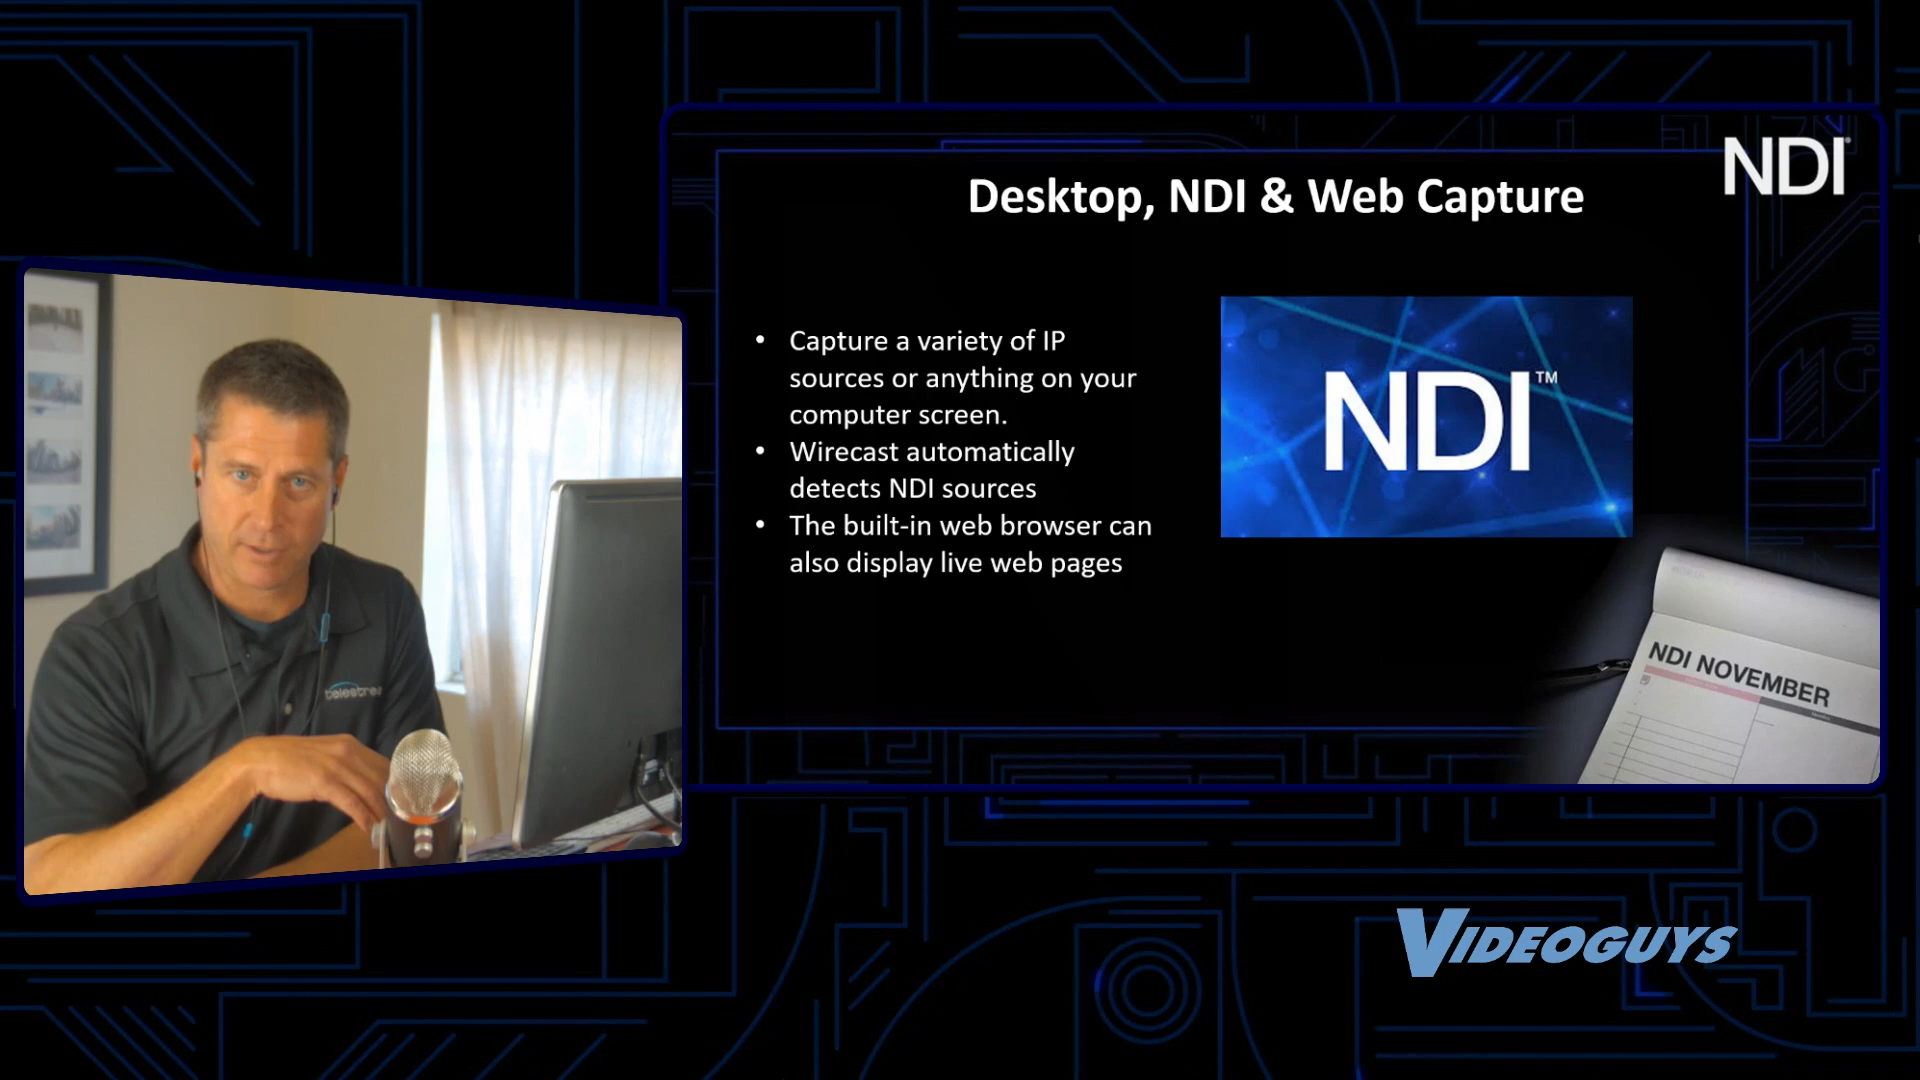 NDI
Desktop, NDI & Web Capture
• Capture a variety of IP
sources or anything on your
computer screen.
• Wirecast automatically
detects NDI sources
• The built-in web browser can
also display live web pages
NDI™
NDI NOVEMBER
VIDEOGUYS